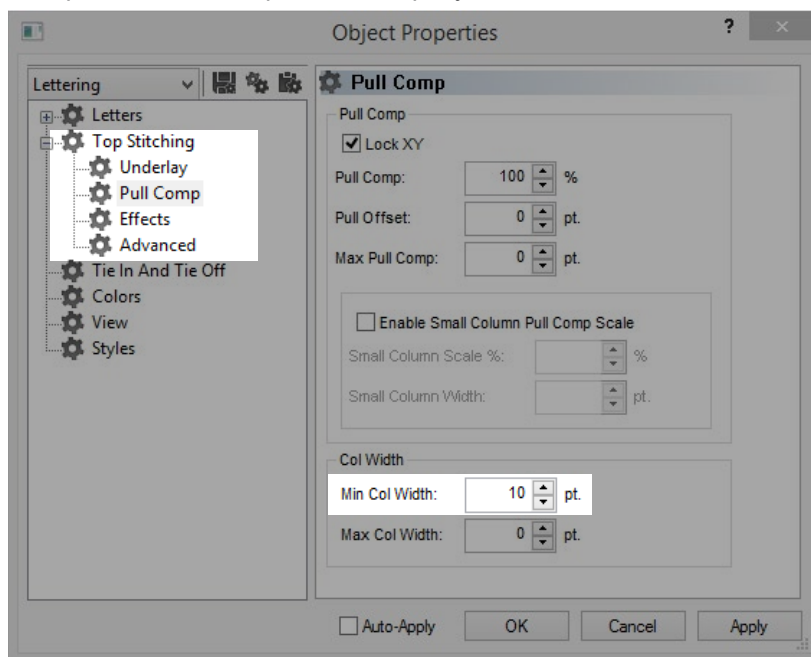 Object Properties
?
Lettering
Pull Comp
Letters
Top Stitching
Underlay
Pull Comp
Effects
Advanced
Tie In And Tie Off
Colors
View
Styles
Pull Comp
Lock XY
Pull Comp: 100 %
Pull Offset: 0 pt.
Max Pull Comp: 0 pt.
Enable Small Column Pull Comp Scale
Small Column Scale %: %
Small Column Width: pt.
Col Width
Min Col Width: 10 pt.
Max Col Width: 0 pt.
Auto-Apply OK Cancel Apply